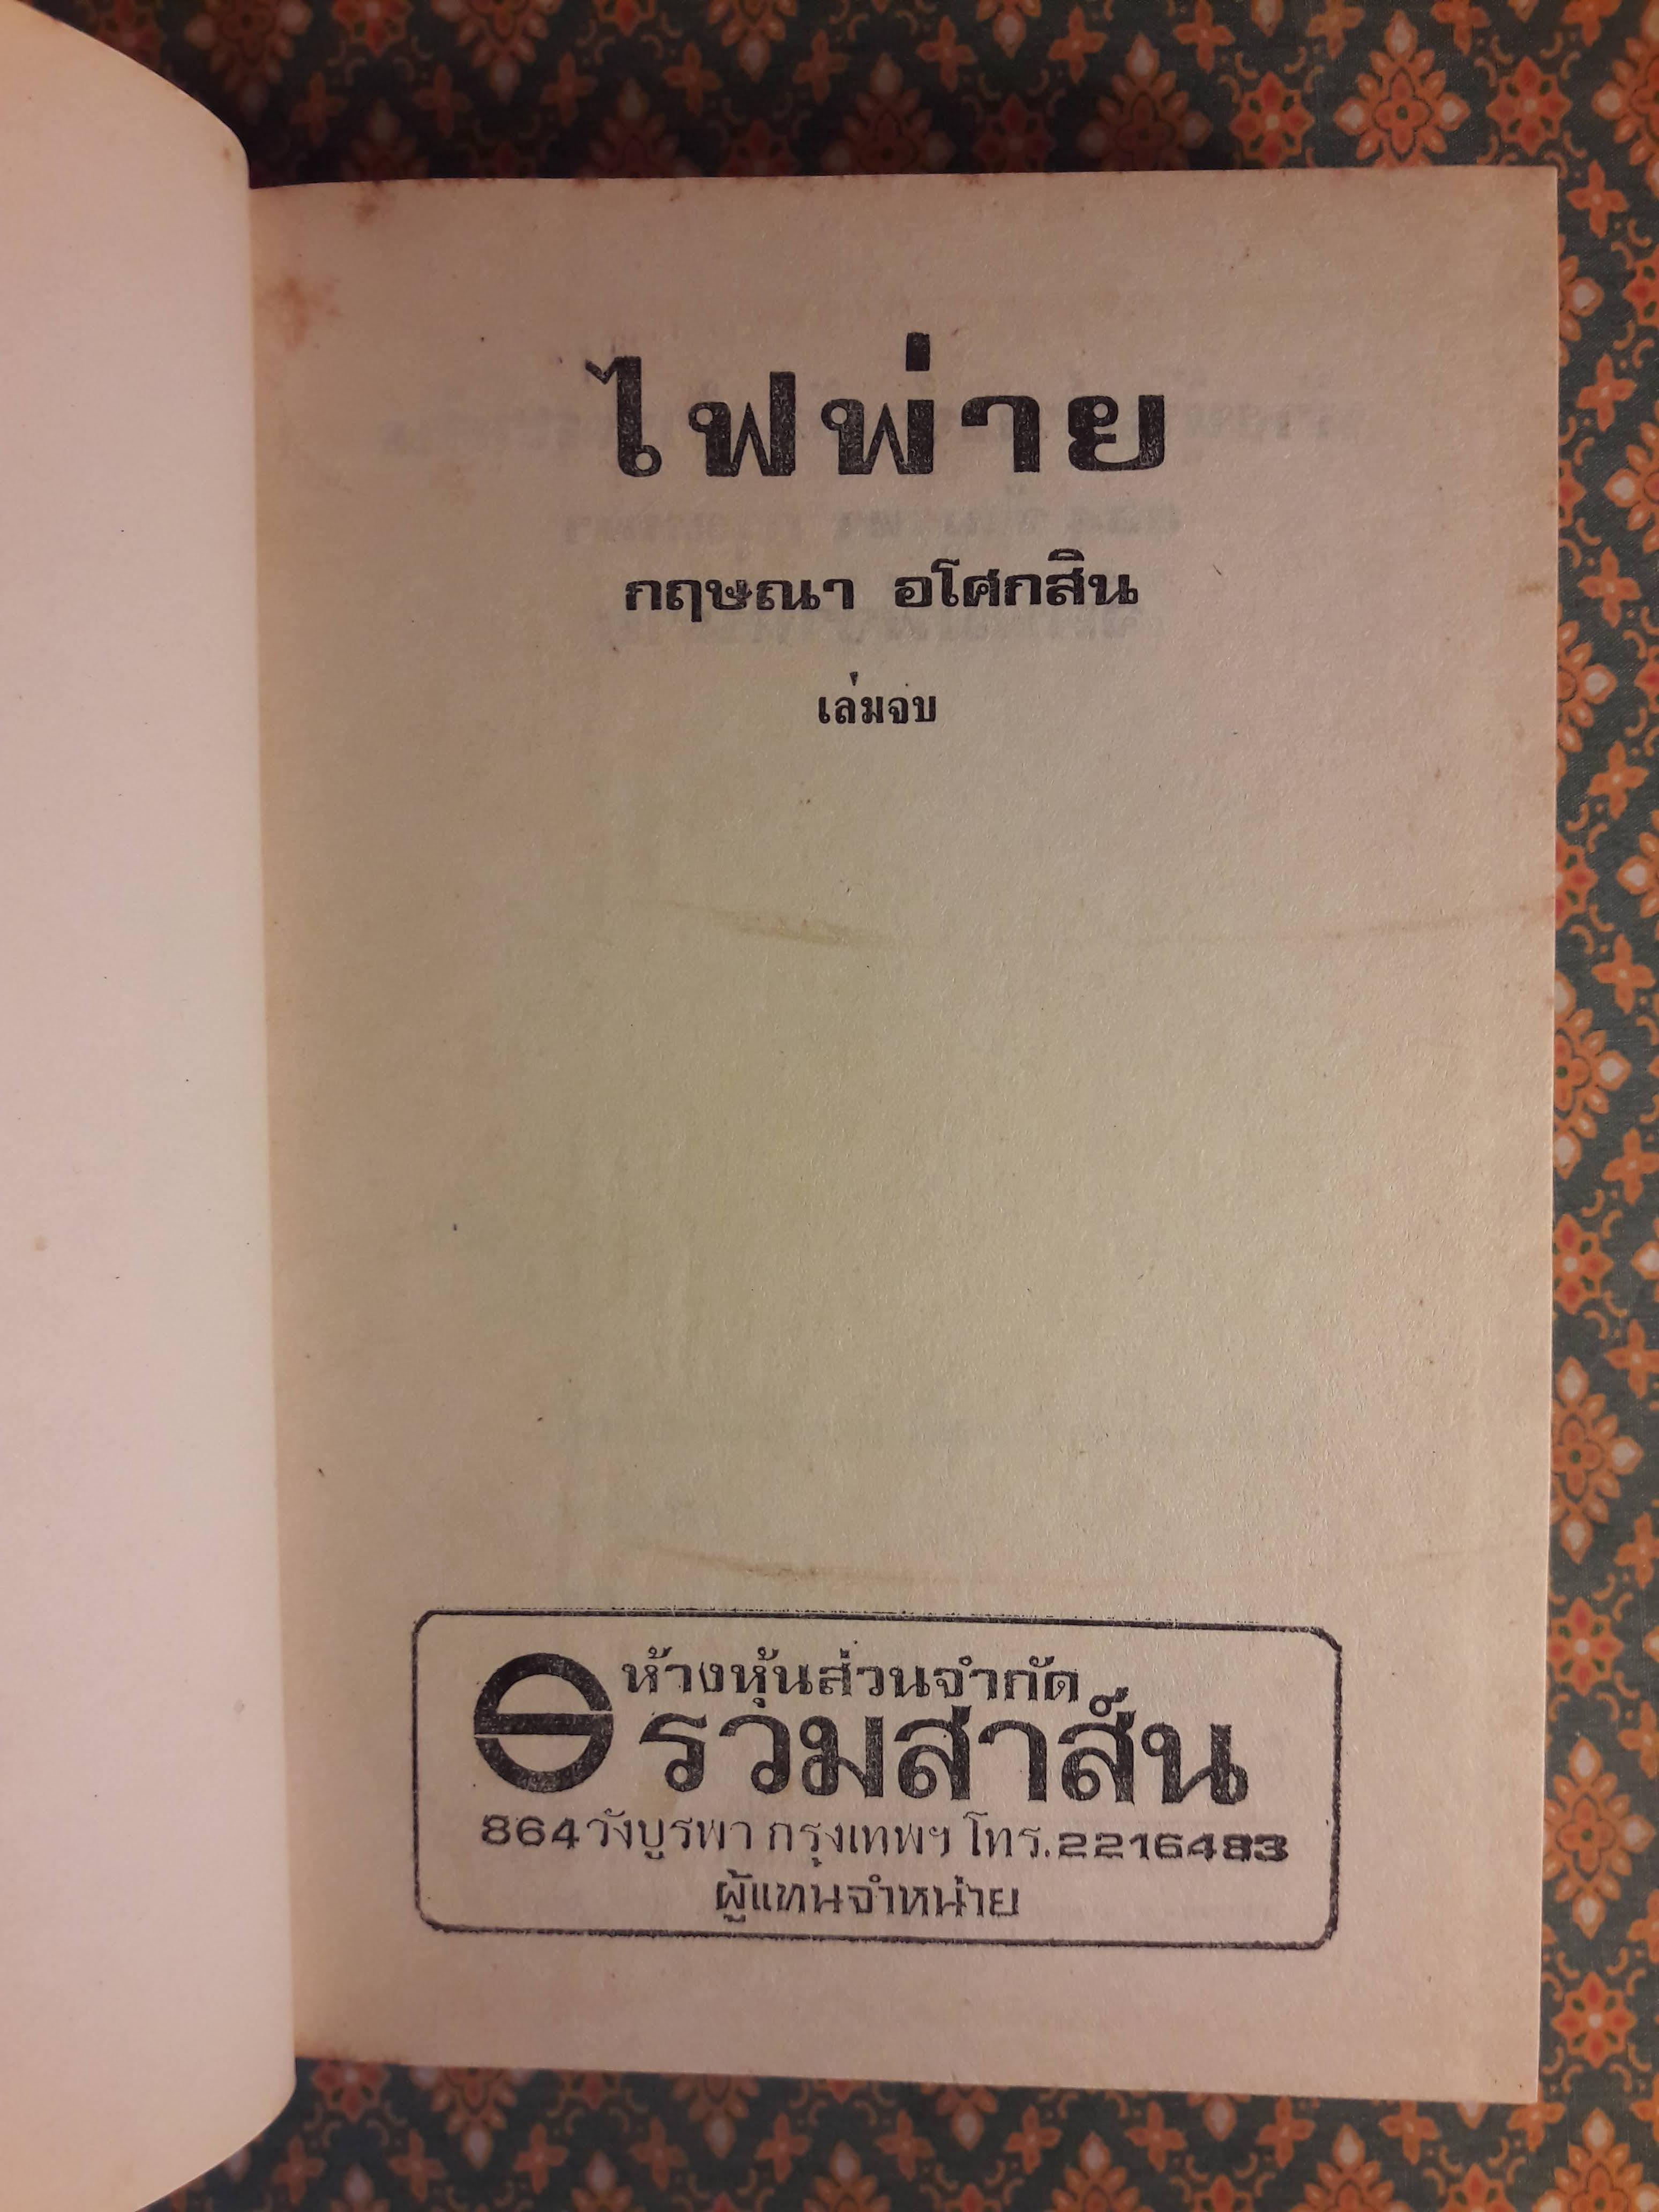 ไฟพ่าย
กฤษณา อโศกสิน
เล่มจบ
ห้างหุ้นส่วนจำกัด
รวมสาส์น
864 วังบูรพา กรุงเทพฯ โทร. 2216483
ผู้แทนจำหน่าย